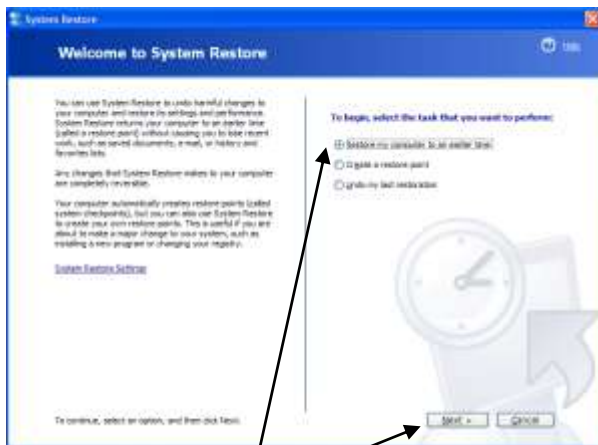 System Restore
Welcome to System Restore
Help
You can use System Restore to undo harmful changes to
your computer and restore its settings and performance.
System Restore returns your computer to an earlier time
(called a restore point) without causing you to lose recent
work, such as saved documents, e-mail, or history and
favorites lists.
Any changes that System Restore makes to your computer
are completely reversible.
Your computer automatically creates restore points (called
system checkpoints), but you can also use System Restore
to create your own restore points. This is useful if you are
about to make a major change to your system, such as
installing a new program or changing your registry.
System Restore Settings
To begin, select the task that you want to perform:
Restore my computer to an earlier time
Create a restore point
Undo my last restoration
To continue, select an option, and then click Next.
Next >
Cancel